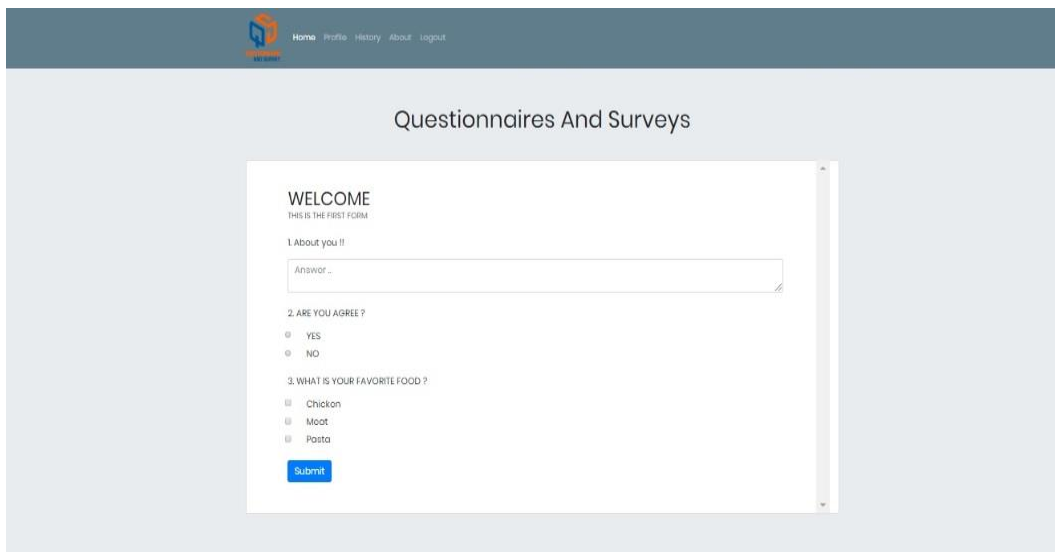 Home Profile History About Logout
Questionnaires And Surveys
WELCOME
THIS IS THE FIRST FORM
1. About you !!
Answer ..
2. ARE YOU AGREE ?
YES
NO
3. WHAT IS YOUR FAVORITE FOOD ?
Chicken
Meat
Pasta
Submit